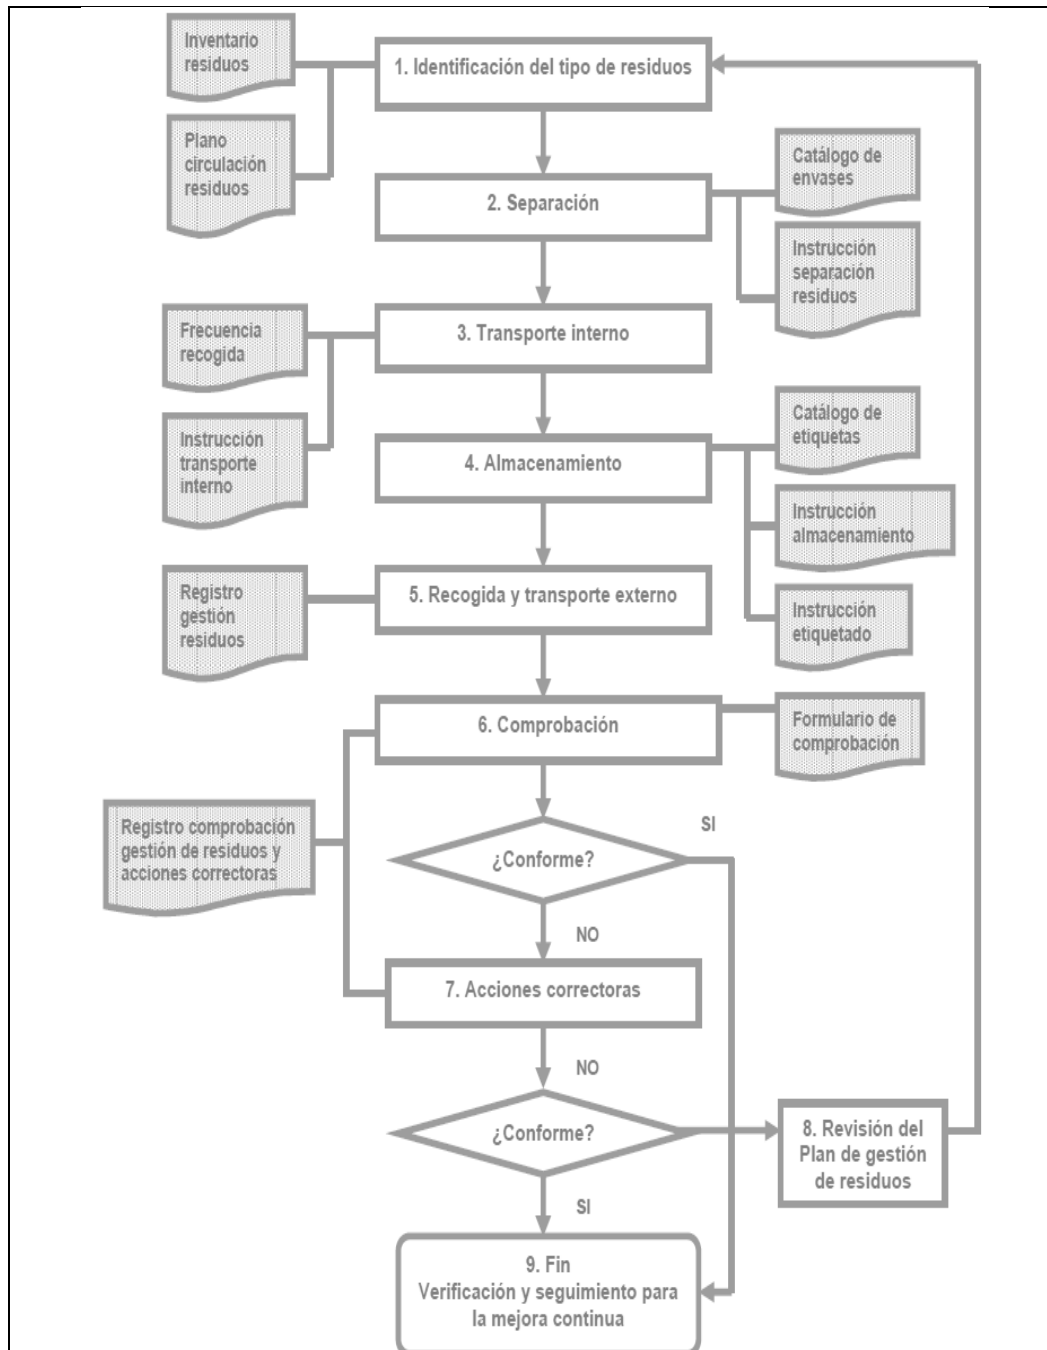 Inventario
residuos
1. Identificación del tipo de residuos
Plano
circulación
residuos
Catálogo de
envases
2. Separación
Instrucción
separación
residuos
Frecuencia
recogida
3. Transporte interno
Instrucción
transporte
interno
Catálogo de
etiquetas
4. Almacenamiento
Instrucción
almacenamiento
Registro
gestión
residuos
5. Recogida y transporte externo
Instrucción
etiquetado
6. Comprobación
Formulario de
comprobación
Registro comprobación
gestión de residuos y
acciones correctoras
SI
¿Conforme?
NO
7. Acciones correctoras
NO
¿Conforme?
8. Revisión del
Plan de gestión
de residuos
SI
9. Fin
Verificación y seguimiento para
la mejora continua